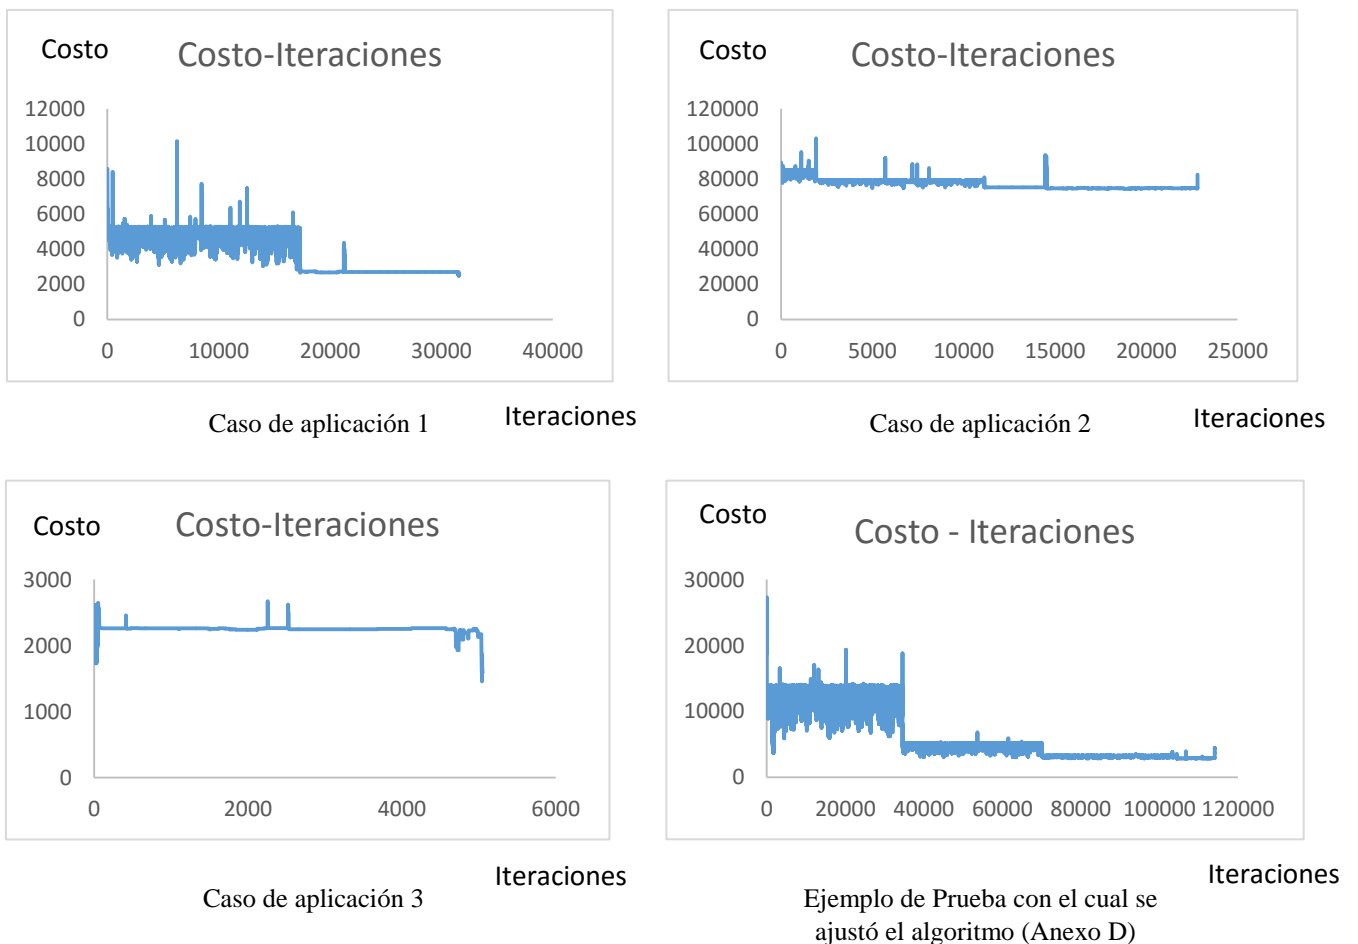 Costo
Costo-Iteraciones
12000
10000
8000
6000
4000
2000
0
0 10000 20000 30000 40000
Iteraciones
Caso de aplicación 1
Costo
Costo-Iteraciones
120000
100000
80000
60000
40000
20000
0
0 5000 10000 15000 20000 25000
Iteraciones
Caso de aplicación 2
Costo
Costo-Iteraciones
3000
2000
1000
0
0 2000 4000 6000
Iteraciones
Caso de aplicación 3
Costo
Costo - Iteraciones
30000
20000
10000
0
0 20000 40000 60000 80000 100000 120000
Iteraciones
Ejemplo de Prueba con el cual se
ajustó el algoritmo (Anexo D)